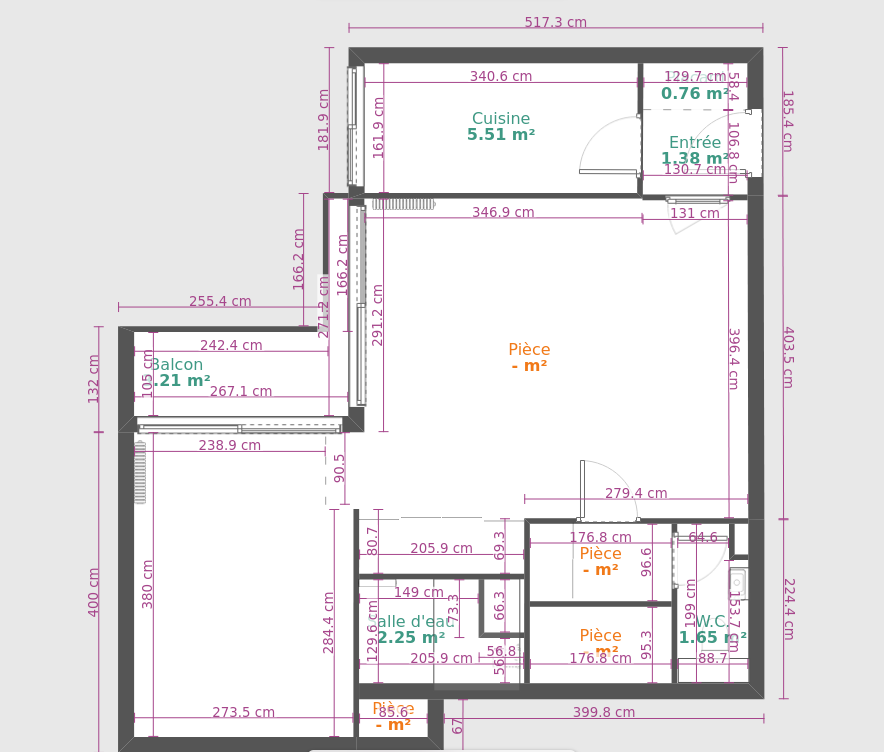 517.3 cm
340.6 cm
129.7 cm
58.4
0.76 m²
181.9 cm
161.9 cm
Cuisine
5.51 m²
185.4 cm
106.8 cm
Entrée
1.38 m²
130.7 cm
346.9 cm
131 cm
166.2 cm
166.2 cm
271.2 cm
291.2 cm
255.4 cm
242.4 cm
132 cm
105 cm
Balcon
.21 m²
267.1 cm
Pièce
- m²
396.4 cm
403.5 cm
238.9 cm
90.5
279.4 cm
80.7
205.9 cm
69.3
176.8 cm
Pièce
- m²
96.6
64.6
400 cm
380 cm
284.4 cm
149 cm
73.3
66.3
129.6 cm
alle d'eau
2.25 m²
205.9 cm
56.8
56
Pièce
- m²
176.8 cm
95.3
199 cm
153.7 cm
W.C.
1.65 m²
88.7
224.4 cm
273.5 cm
Pièce
85.6
- m²
67
399.8 cm